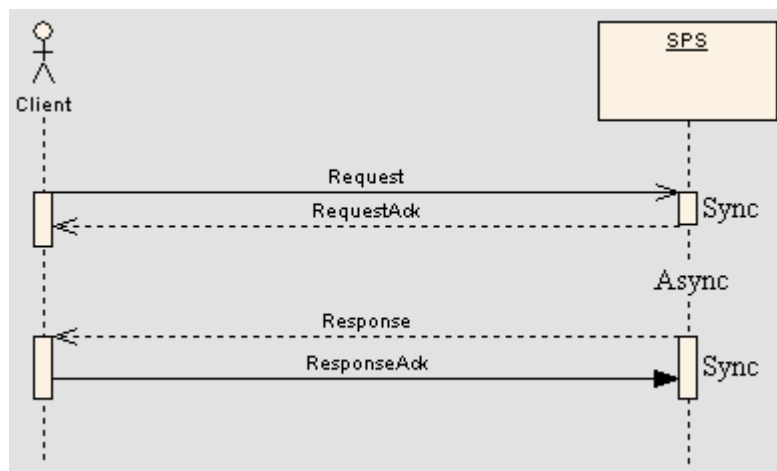 SPS
Client
Request
RequestAck
Sync
Async
Response
ResponseAck
Sync